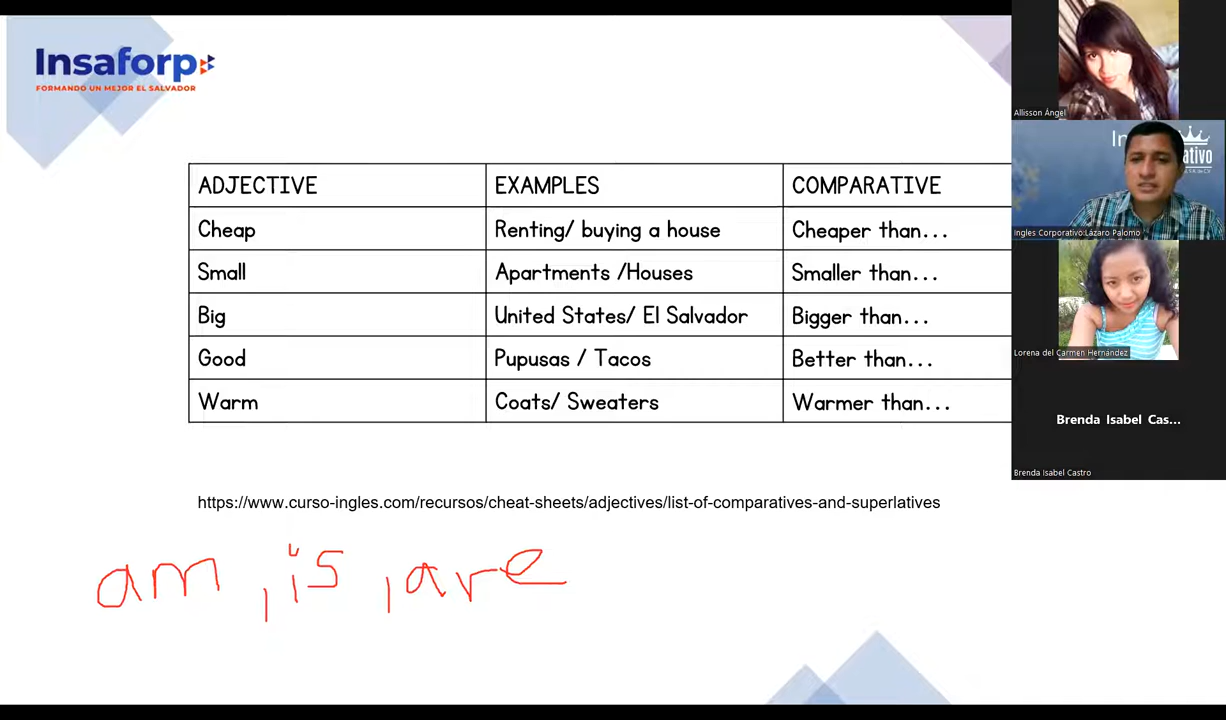 Insaforp
FORMANDO UN MEJOR EL SALVADOR
ADJECTIVE EXAMPLES COMPARATIVE
Cheap Renting/ buying a house Cheaper than...
Small Apartments /Houses Smaller than...
Big United States/ El Salvador Bigger than...
Good Pupusas / Tacos Better than...
Warm Coats/ Sweaters Warmer than...
https://www.curso-ingles.com/recursos/cheat-sheets/adjectives/list-of-comparatives-and-superlatives
am , is , are
Allisson Ángel
Ingles Corporativo Lázaro Palomo
Lorena del Carmen Hernández
Brenda Isabel Cas...
Brenda Isabel Castro